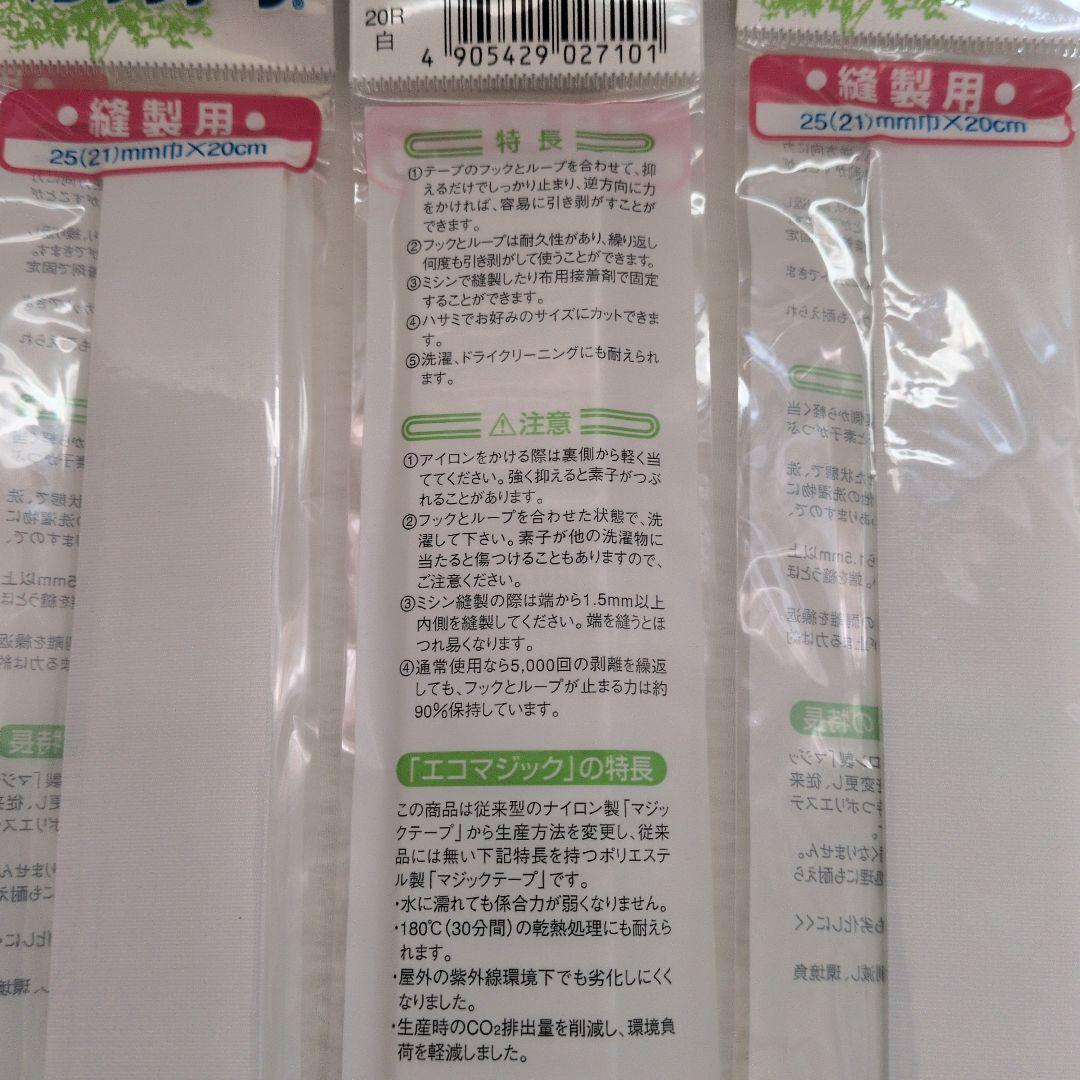 縫製用
25(21)mm巾×20cm
20R
白
4 905429 027101
特長
①テープのフックとループを合わせて、抑
えるだけでしっかり止まり、逆方向に力
をかければ、容易に引き剥がすことが
できます。
②フックとループは耐久性があり、繰り返し
何度も引き剥がして使うことができます。
③ミシンで縫製したり布用接着剤で固定
することができます。
④ハサミでお好みのサイズにカットできま
す。
⑤洗濯、ドライクリーニングにも耐えられ
ます。
⚠注意
①アイロンをかける際は裏側から軽く当
ててください。強く抑えると素子がつぶ
れることがあります。
②フックとループを合わせた状態で、洗
濯して下さい。素子が他の洗濯物に
当たると傷つけることもありますので、
ご注意ください。
③ミシン縫製の際は端から1.5mm以上
内側を縫製してください。端を縫うとほ
つれ易くなります。
④通常使用なら5,000回の剥離を繰返
しても、フックとループが止まる力は約
90%保持しています。
「エコマジック」の特長
この商品は従来型のナイロン製「マジッ
クテープ」から生産方法を変更し、従来
品には無い下記特長を持つポリエステ
ル製「マジックテープ」です。
・水に濡れても係合力が弱くなりません。
・180℃(30分間)の乾熱処理にも耐えら
れます。
・屋外の紫外線環境下でも劣化しにくく
なりました。
・生産時のCO₂排出量を削減し、環境負
荷を軽減しました。
縫製用
25(21)mm巾×20cm